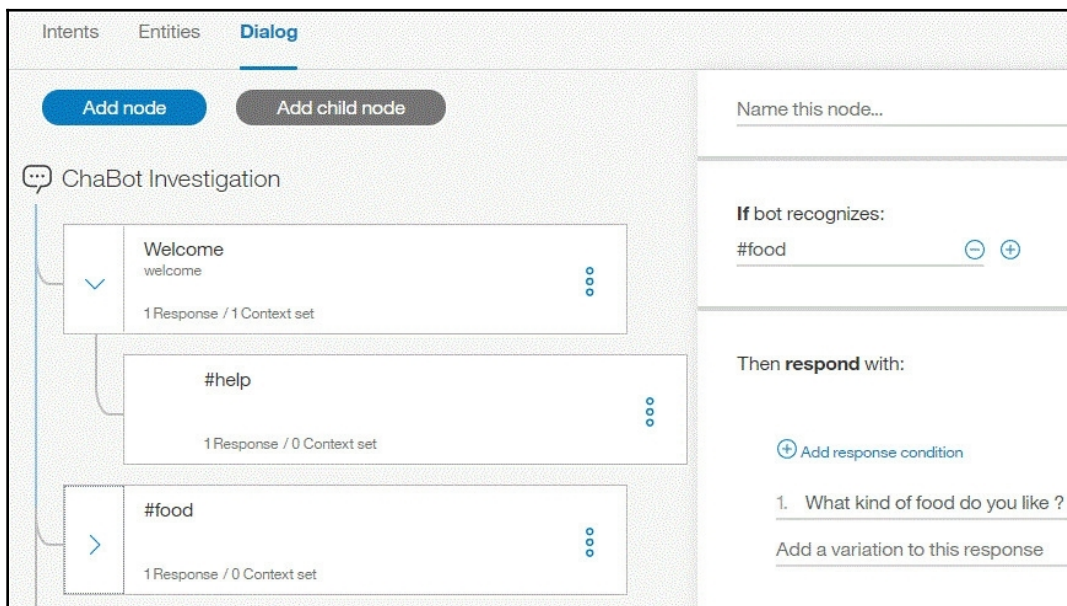 Intents Entities Dialog
Add node Add child node
ChaBot Investigation
Welcome
welcome
1 Response / 1 Context set
#help
1 Response / 0 Context set
#food
1 Response / 0 Context set
Name this node...
If bot recognizes:
#food
Then respond with:
Add response condition
1. What kind of food do you like ?
Add a variation to this response